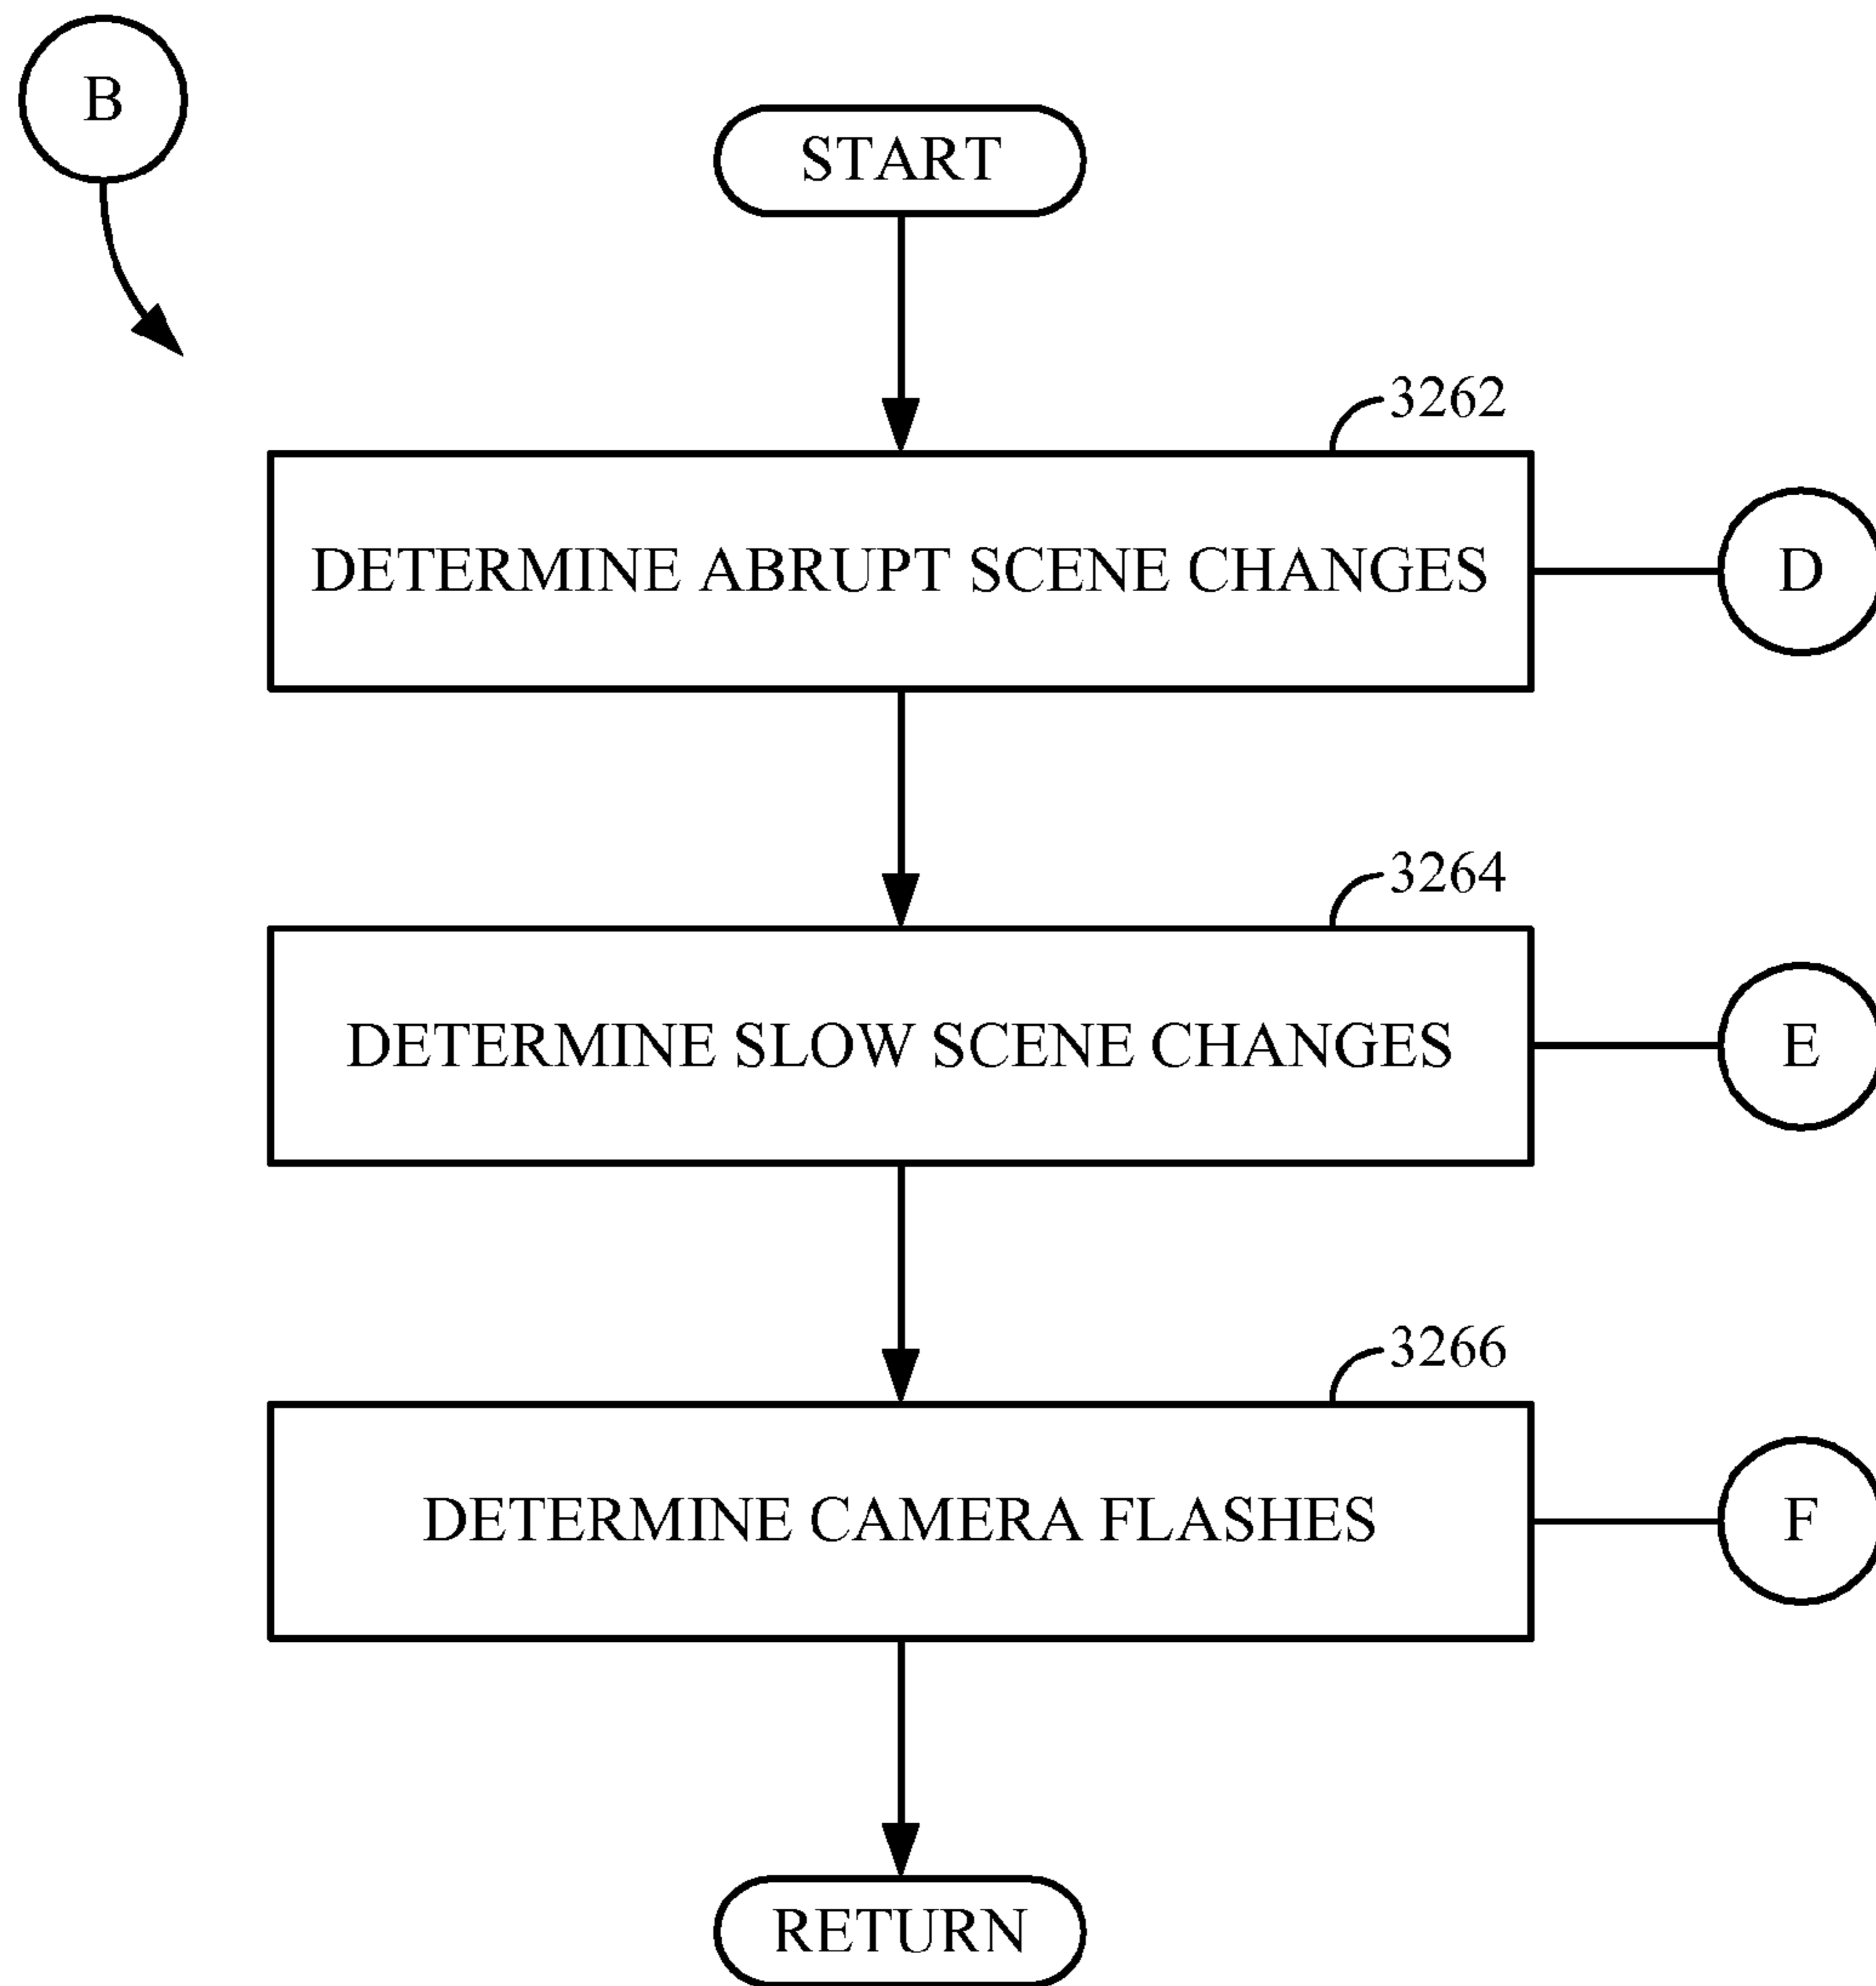 B
START
3262
DETERMINE ABRUPT SCENE CHANGES
D
3264
DETERMINE SLOW SCENE CHANGES
E
3266
DETERMINE CAMERA FLASHES
F
RETURN